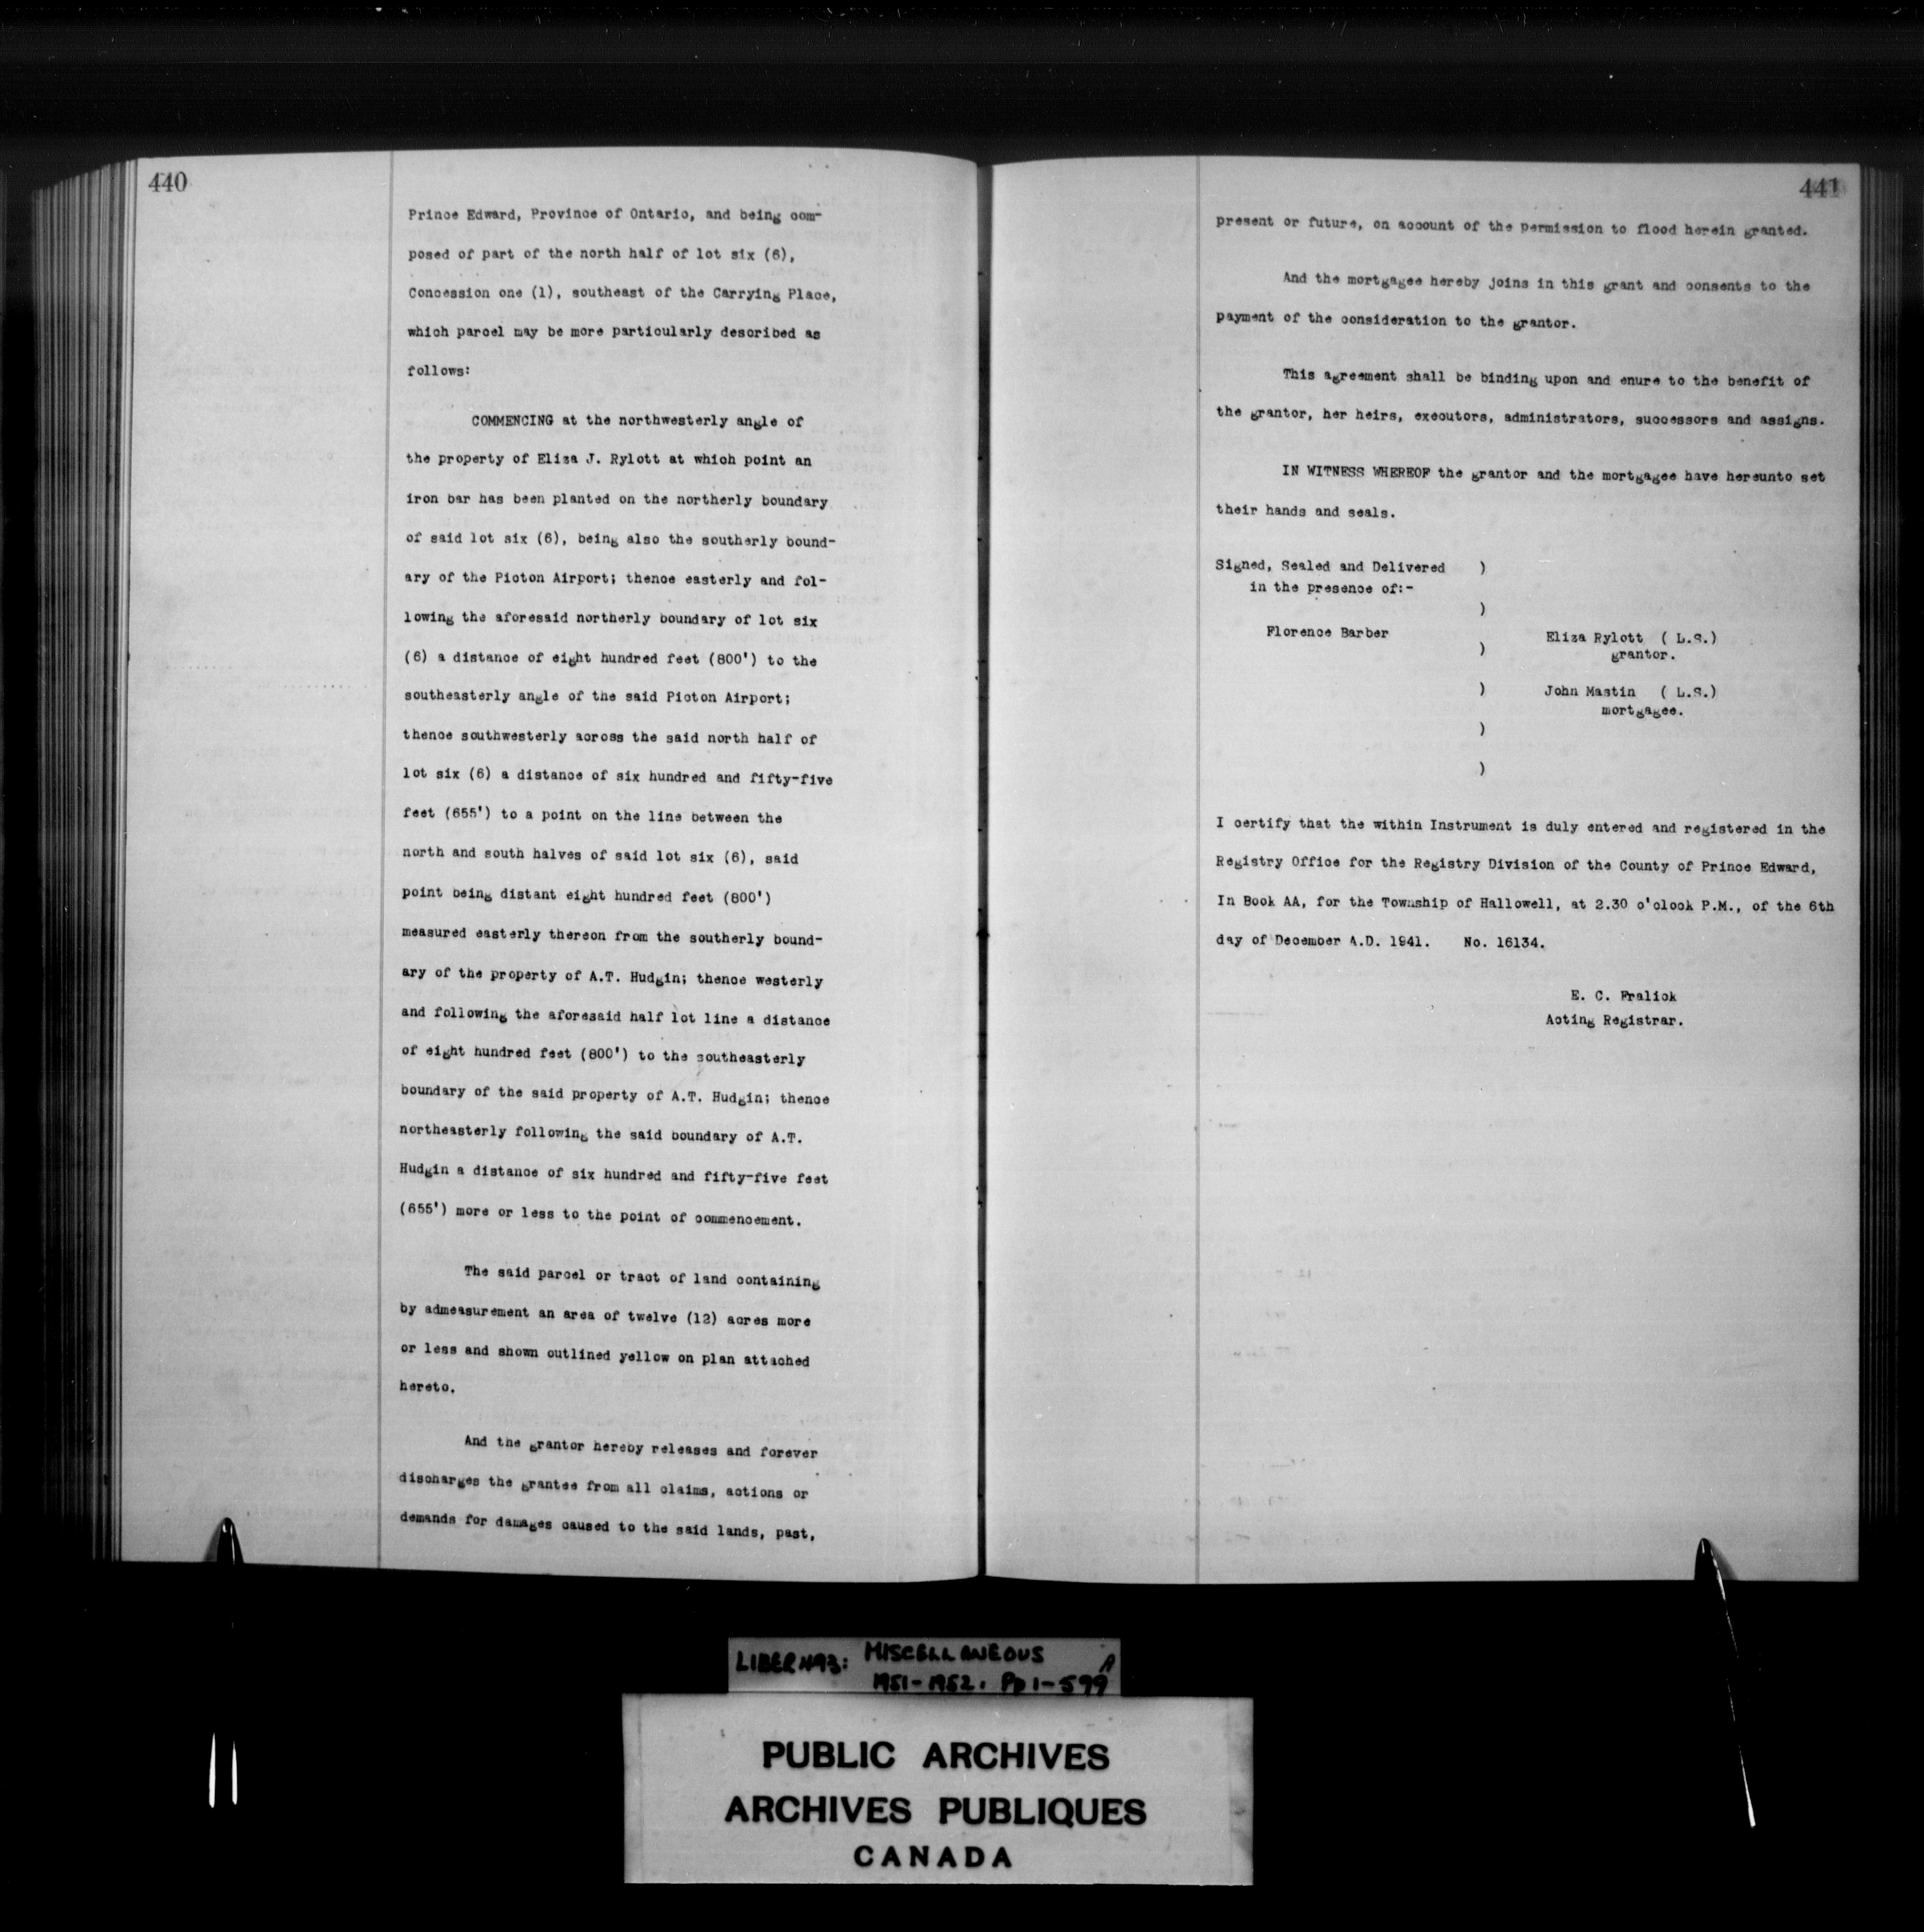 440
Prince Edward, Province of Ontario, and being com-
posed of part of the north half of lot six (6),
Concession one (1), southeast of the Carrying Place,
which parcel may be more particularly described as
follows:
COMMENCING at the northwesterly angle of
the property of Eliza J. Rylott at which point an
iron bar has been planted on the northerly boundary
of said lot six (6), being also the southerly bound-
ary of the Picton Airport; thence easterly and fol-
lowing the aforesaid northerly boundary of lot six
(6) a distance of eight hundred feet (800') to the
southeasterly angle of the said Picton Airport;
thence southwesterly across the said north half of
lot six (6) a distance of six hundred and fifty-five
feet (655') to a point on the line between the
north and south halves of said lot six (6), said
point being distant eight hundred feet (800')
measured easterly thereon from the southerly bound-
ary of the property of A.T. Hudgin; thence westerly
and following the aforesaid half lot line a distance
of eight hundred feet (800') to the southeasterly
boundary of the said property of A.T. Hudgin; thence
northeasterly following the said boundary of A.T.
Hudgin a distance of six hundred and fifty-five feet
(655') more or less to the point of commencement.
The said parcel or tract of land containing
by admeasurement an area of twelve (12) acres more
or less and shown outlined yellow on plan attached
hereto.
And the grantor hereby releases and forever
discharges the grantee from all claims, actions or
demands for damages caused to the said lands, past,
441
present or future, on account of the permission to flood herein granted.
And the mortgagee hereby joins in this grant and consents to the
payment of the consideration to the grantor.
This agreement shall be binding upon and enure to the benefit of
the grantor, her heirs, executors, administrators, successors and assigns.
IN WITNESS WHEREOF the grantor and the mortgagee have hereunto set
their hands and seals.
Signed, Sealed and Delivered )
in the presence of:-
)
Florence Barber Eliza Rylott ( L.S.)
) grantor.
) John Mastin ( L.S.)
mortgagee.
)
)
I certify that the within Instrument is duly entered and registered in the
Registry Office for the Registry Division of the County of Prince Edward,
In Book AA, for the Township of Hallowell, at 2.30 o'clock P.M., of the 6th
day of December A.D. 1941. No. 16134.
E. C. Fralick
Acting Registrar.
LIBER 493: MISCELLANEOUS A
1951-1952. Pp 1-599
PUBLIC ARCHIVES
ARCHIVES PUBLIQUES
CANADA